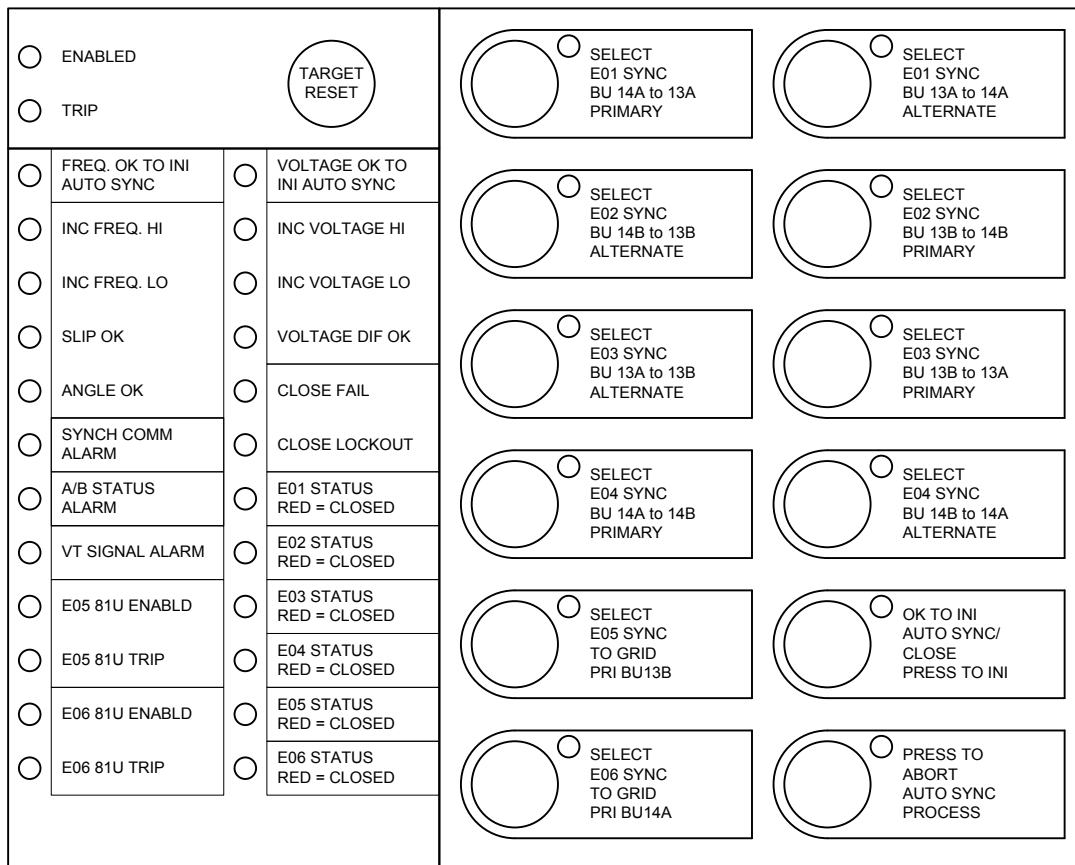 ENABLED
TRIP
TARGET
RESET
FREQ. OK TO INI
AUTO SYNC
INC FREQ. HI
INC FREQ. LO
SLIP OK
ANGLE OK
SYNCH COMM
ALARM
A/B STATUS
ALARM
VT SIGNAL ALARM
E05 81U ENABLD
E05 81U TRIP
E06 81U ENABLD
E06 81U TRIP
VOLTAGE OK TO
INI AUTO SYNC
INC VOLTAGE HI
INC VOLTAGE LO
VOLTAGE DIF OK
CLOSE FAIL
CLOSE LOCKOUT
E01 STATUS
RED = CLOSED
E02 STATUS
RED = CLOSED
E03 STATUS
RED = CLOSED
E04 STATUS
RED = CLOSED
E05 STATUS
RED = CLOSED
E06 STATUS
RED = CLOSED
SELECT
E01 SYNC
BU 14A to 13A
PRIMARY
SELECT
E01 SYNC
BU 13A to 14A
ALTERNATE
SELECT
E02 SYNC
BU 14B to 13B
ALTERNATE
SELECT
E02 SYNC
BU 13B to 14B
PRIMARY
SELECT
E03 SYNC
BU 13A to 13B
ALTERNATE
SELECT
E03 SYNC
BU 13B to 13A
PRIMARY
SELECT
E04 SYNC
BU 14A to 14B
PRIMARY
SELECT
E04 SYNC
BU 14B to 14A
ALTERNATE
SELECT
E05 SYNC
TO GRID
PRI BU13B
OK TO INI
AUTO SYNC/
CLOSE
PRESS TO INI
SELECT
E06 SYNC
TO GRID
PRI BU14A
PRESS TO
ABORT
AUTO SYNC
PROCESS